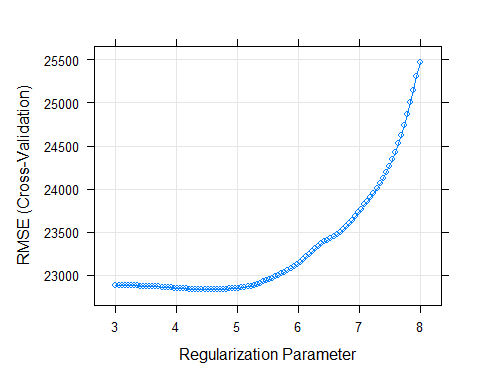 25500
25000
24500
24000
23500
23000
RMSE (Cross-Validation)
3 4 5 6 7 8
Regularization Parameter